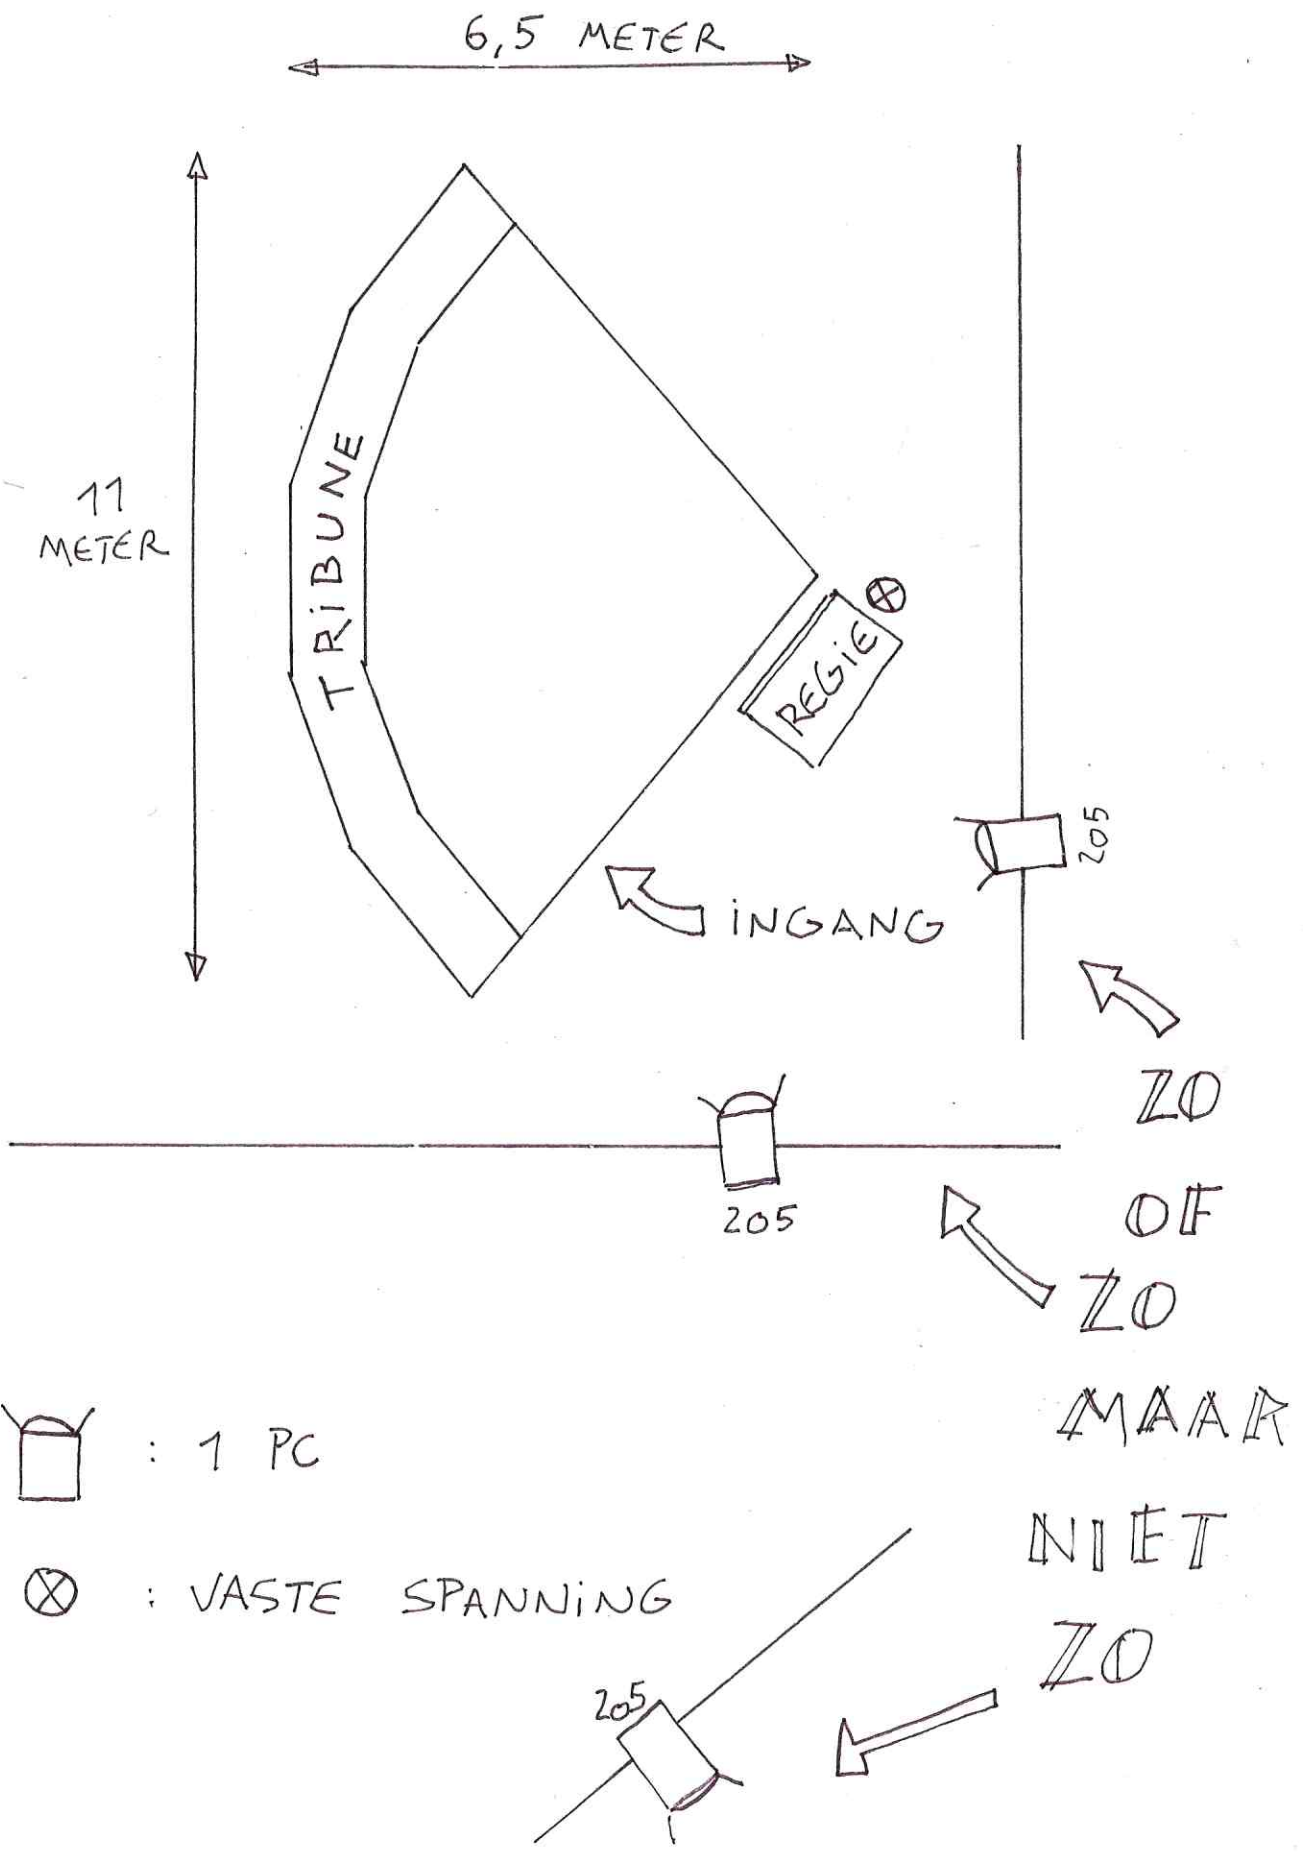 6,5 METER
11
METER
TRiBUNE
REGiE
205
iNGANG
ZO
205
OF
ZO
MAAR
: 1 PC
NIET
: VASTE SPANNiNG
ZO
205